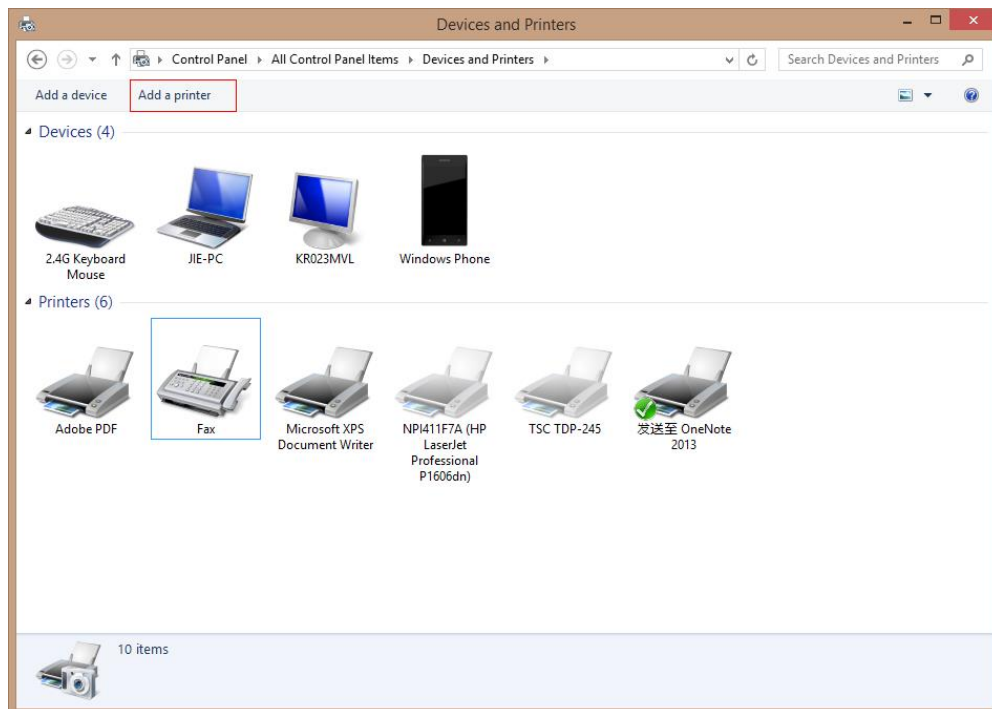 Devices and Printers
Control Panel
All Control Panel Items
Devices and Printers
Search Devices and Printers
Add a device
Add a printer
Devices (4)
2.4G Keyboard
Mouse
JIE-PC
KR023MVL
Windows Phone
Printers (6)
Adobe PDF
Fax
Microsoft XPS
Document Writer
NPI411F7A (HP
LaserJet
Professional
P1606dn)
TSC TDP-245
发送至 OneNote
2013
10 items